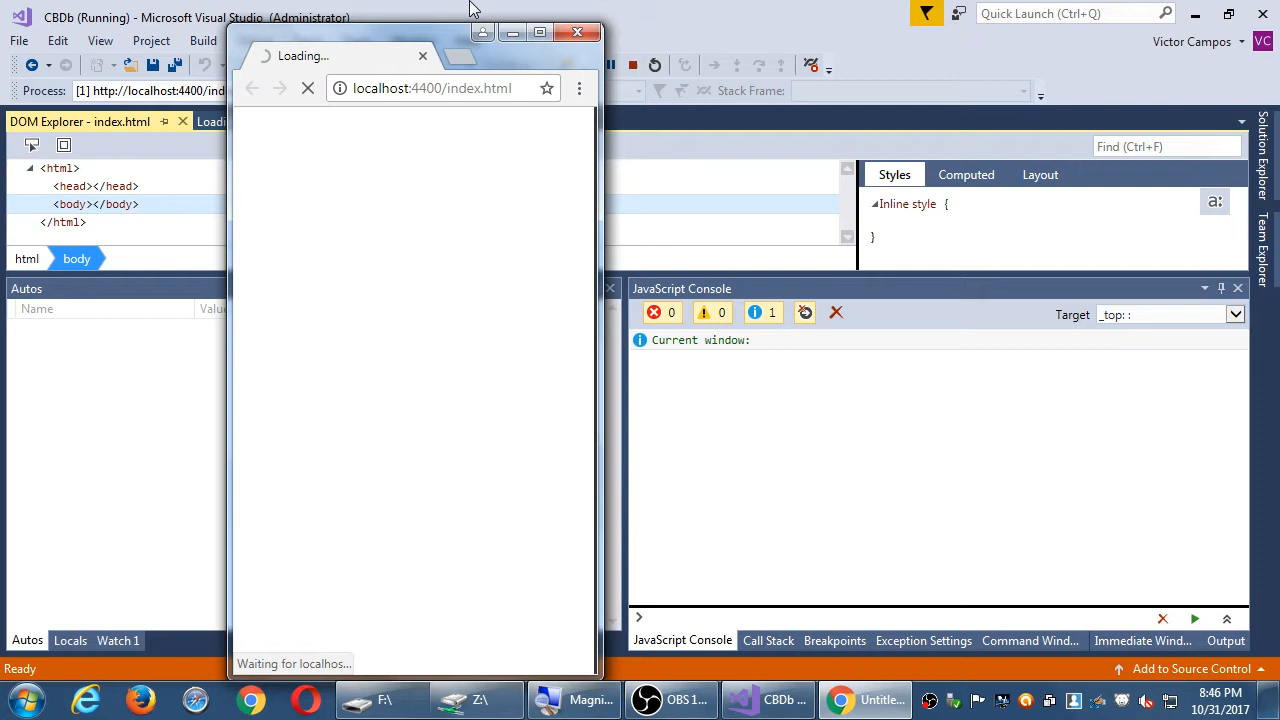 CBDb (Running) - Microsoft Visual Studio (Administrator)
Quick Launch (Ctrl+Q)
File Edit View Project Build
Victor Campos VC
Process: [1] http://localhost:4400/ind
Stack Frame:
Loading...
localhost:4400/index.html
DOM Explorer - index.html
Loadi
Find (Ctrl+F)
<html>
<head></head>
<body></body>
</html>
html body
Styles Computed Layout
Inline style {
a:
}
Autos
Name Value
JavaScript Console
0 0 1
Target _top: :
Current window:
Waiting for localhos...
Autos Locals Watch 1
JavaScript Console Call Stack Breakpoints Exception Settings Command Wind... Immediate Wind... Output
Ready
Add to Source Control
F:\ Z:\ Magni... OBS 1... CBDb ... Untitle...
8:46 PM
10/31/2017
Solution Explorer
Team Explorer